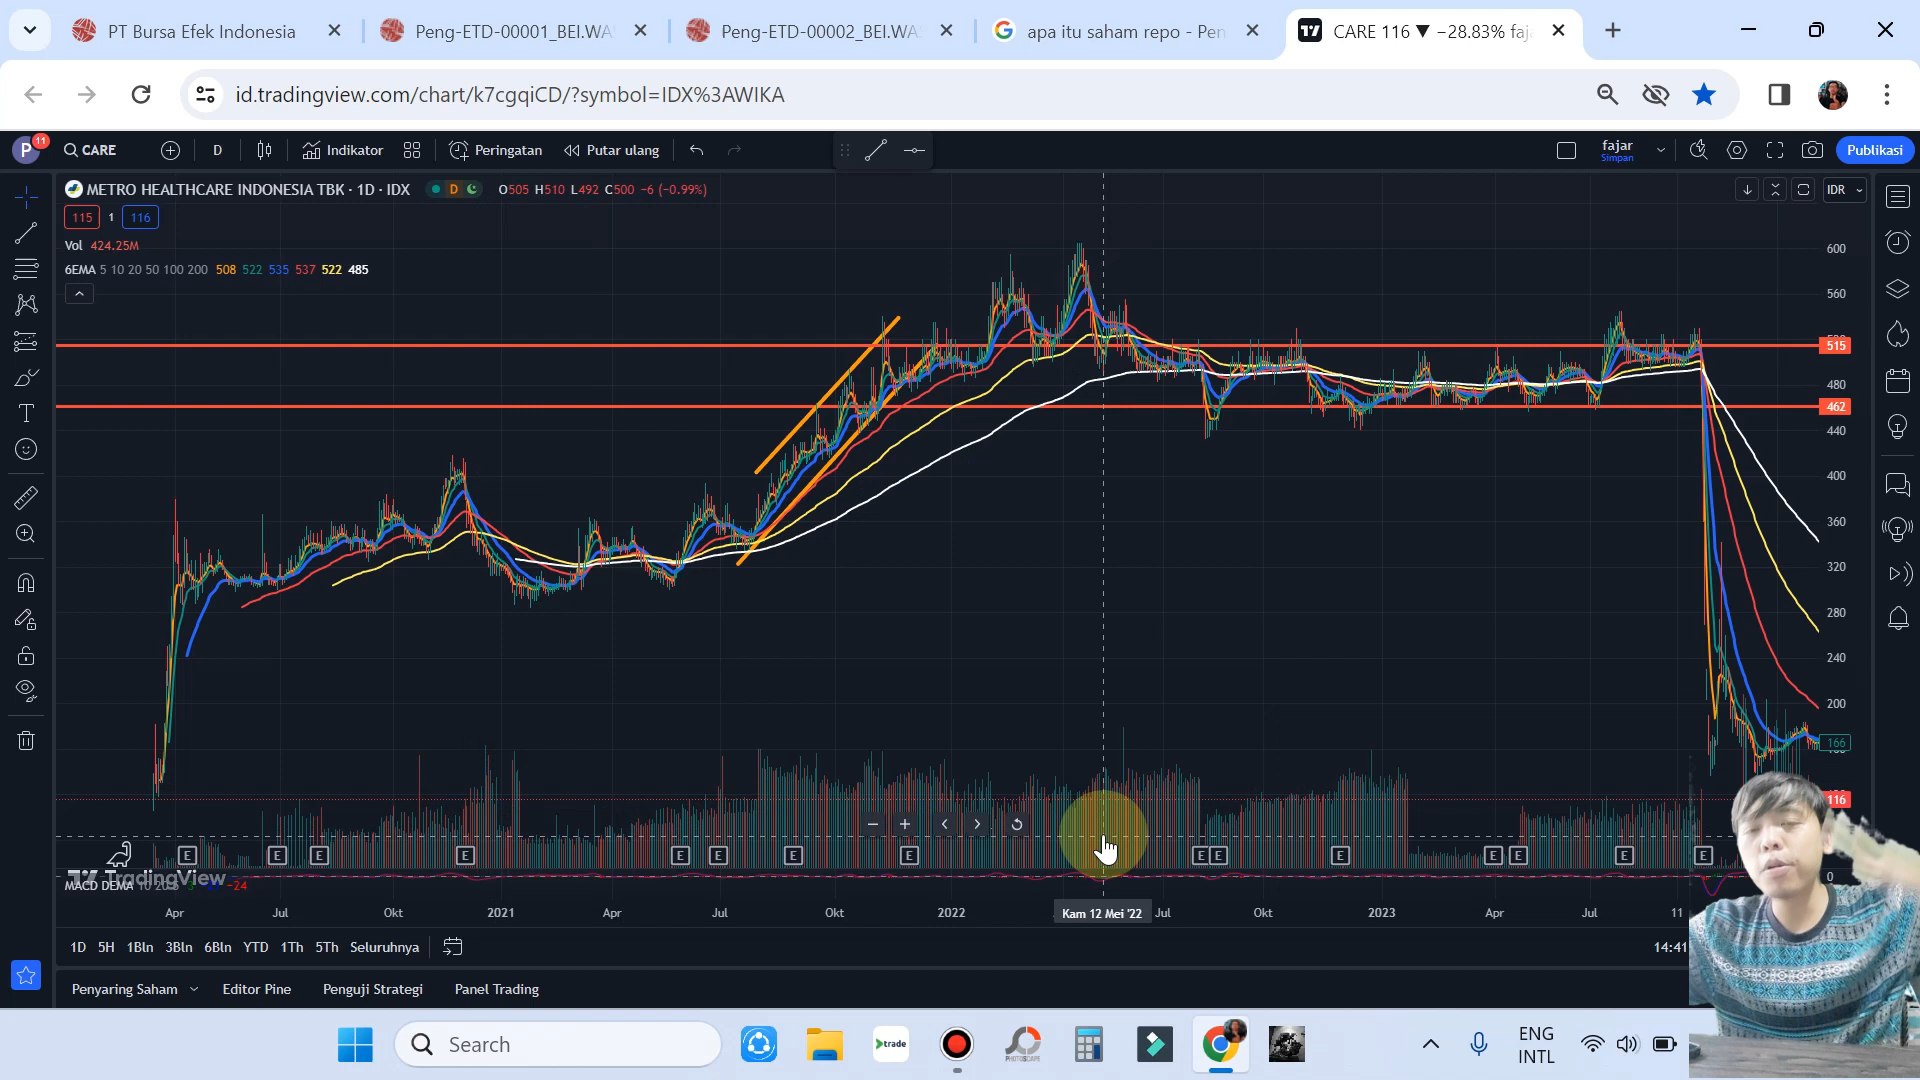 PT Bursa Efek Indonesia
Peng-ETD-00001_BEI.WA
Peng-ETD-00002_BEI.WA
apa itu saham repo - Pen
CARE 116 ▼ −28.83% faj
id.tradingview.com/chart/k7cgqiCD/?symbol=IDX%3AWIKA
P 11
CARE
D
Indikator
Peringatan
Putar ulang
fajar
Simpan
Publikasi
METRO HEALTHCARE INDONESIA TBK · 1D · IDX
D
O505 H510 L492 C500 −6 (−0.99%)
IDR
115 1 116
Vol 424.25M
6EMA 5 10 20 50 100 200 508 522 535 537 522 485
600
560
515
480
462
440
400
360
320
280
240
200
166
116
0
E E E E E E E E E E E E E E E
TradingView
MACD DEMA
-24
Apr Jul Okt 2021 Apr Jul Okt 2022 Kam 12 Mei '22 Jul Okt 2023 Apr Jul 11
1D 5H 1Bln 3Bln 6Bln YTD 1Th 5Th Seluruhnya
14:41
Penyaring Saham Editor Pine Penguji Strategi Panel Trading
Search
trade
PHOTOSCAPE
ENG
INTL